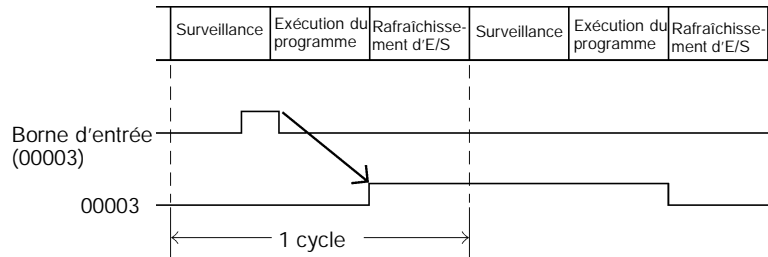 Surveillance
Exécution du
programme
Rafraîchisse-
ment d'E/S
Surveillance
Exécution du
programme
Rafraîchisse-
ment d'E/S
Borne d'entrée
(00003)
00003
1 cycle